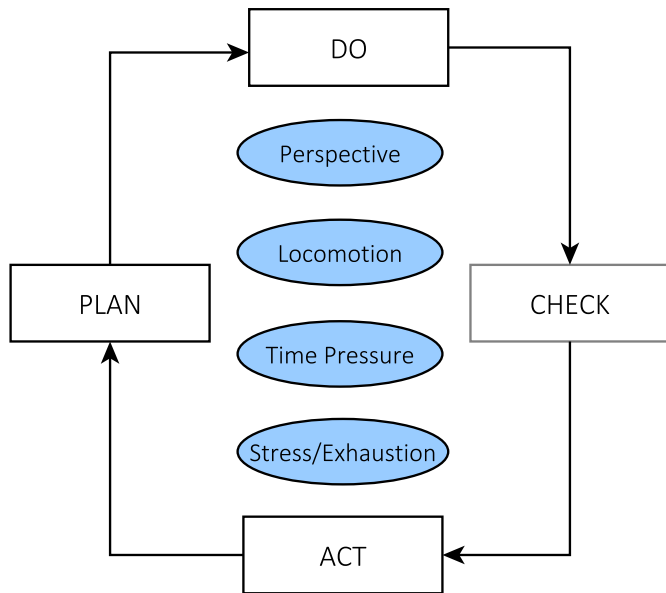 DO
Perspective
Locomotion
PLAN
CHECK
Time Pressure
Stress/Exhaustion
ACT